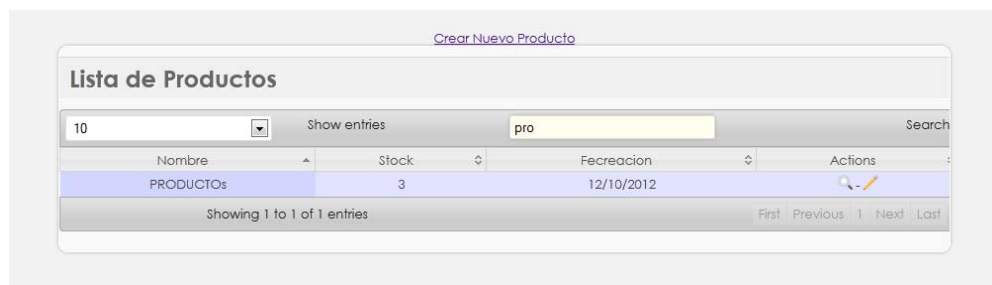 Crear Nuevo Producto
Lista de Productos
10 Show entries pro Search
Nombre Stock Fecreacion Actions
PRODUCTOs 3 12/10/2012 -
Showing 1 to 1 of 1 entries First Previous 1 Next Last